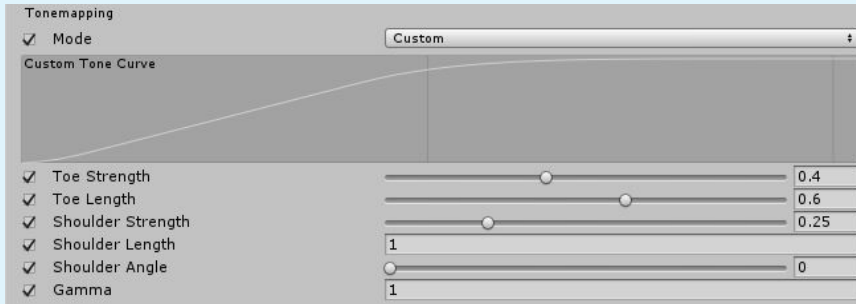 Tonemapping
Mode Custom
Custom Tone Curve
Toe Strength 0.4
Toe Length 0.6
Shoulder Strength 0.25
Shoulder Length 1
Shoulder Angle 0
Gamma 1